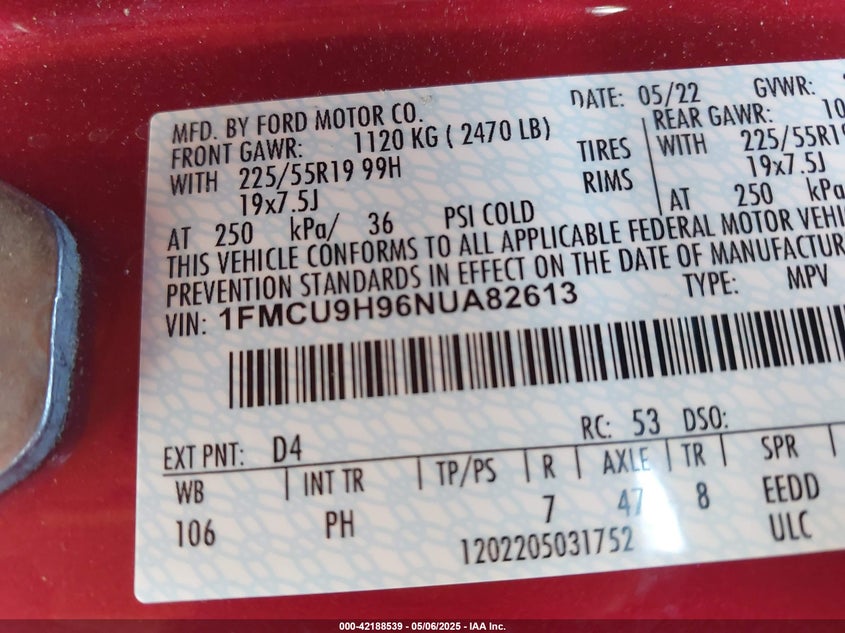 MFD. BY FORD MOTOR CO. DATE: 05/22 GVWR:
FRONT GAWR: 1120 KG ( 2470 LB) REAR GAWR: 10
WITH 225/55R19 99H TIRES WITH 225/55R19
19x7.5J RIMS 19x7.5J
AT 250 kPa/ 36 PSI COLD AT 250 kPa
THIS VEHICLE CONFORMS TO ALL APPLICABLE FEDERAL MOTOR VEHI
PREVENTION STANDARDS IN EFFECT ON THE DATE OF MANUFACTUR
VIN: 1FMCU9H96NUA82613 TYPE: MPV
EXT PNT: D4 RC: 53 DSO:
WB INT TR TP/PS R AXLE TR SPR
106 PH 7 47 8 EEDD
1202205031752 ULC
000-42188539 - 05/06/2025 - IAA Inc.